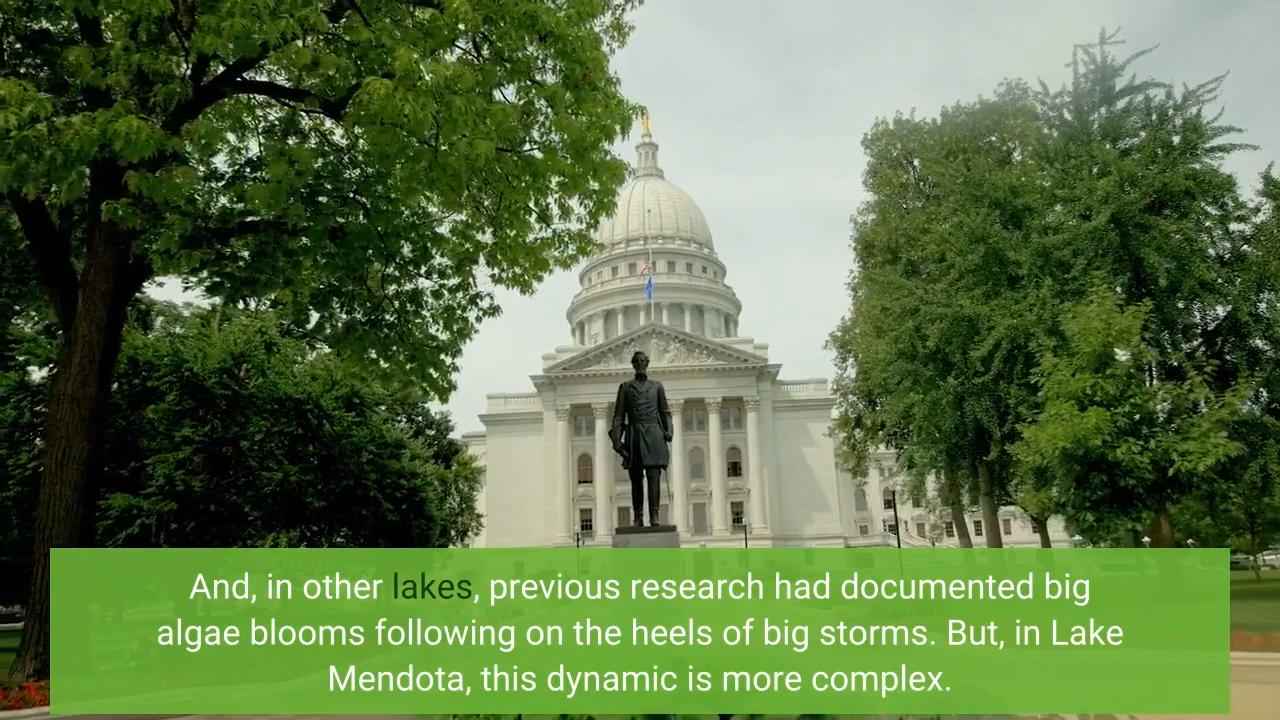 And, in other lakes, previous research had documented big
algae blooms following on the heels of big storms. But, in Lake
Mendota, this dynamic is more complex.